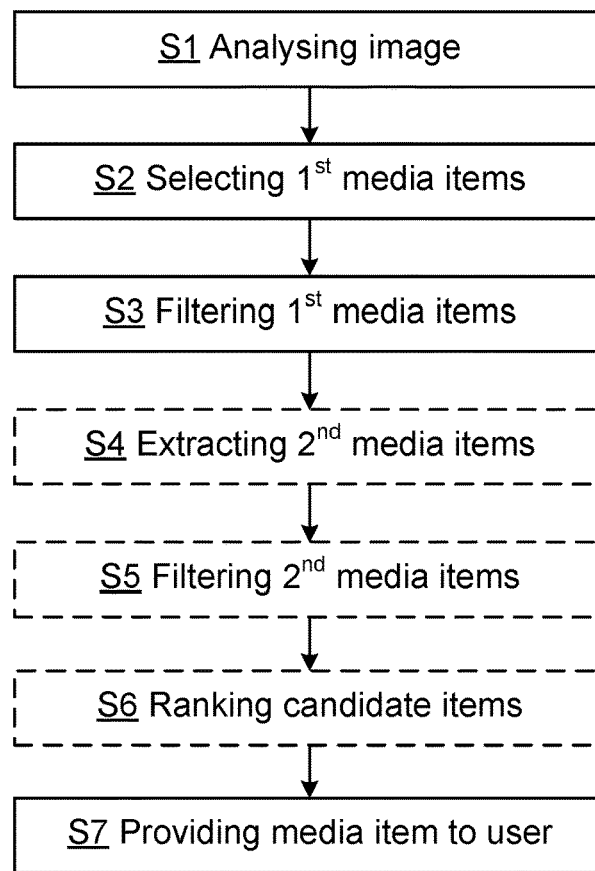 S1 Analysing image
S2 Selecting 1st media items
S3 Filtering 1st media items
S4 Extracting 2nd media items
S5 Filtering 2nd media items
S6 Ranking candidate items
S7 Providing media item to user